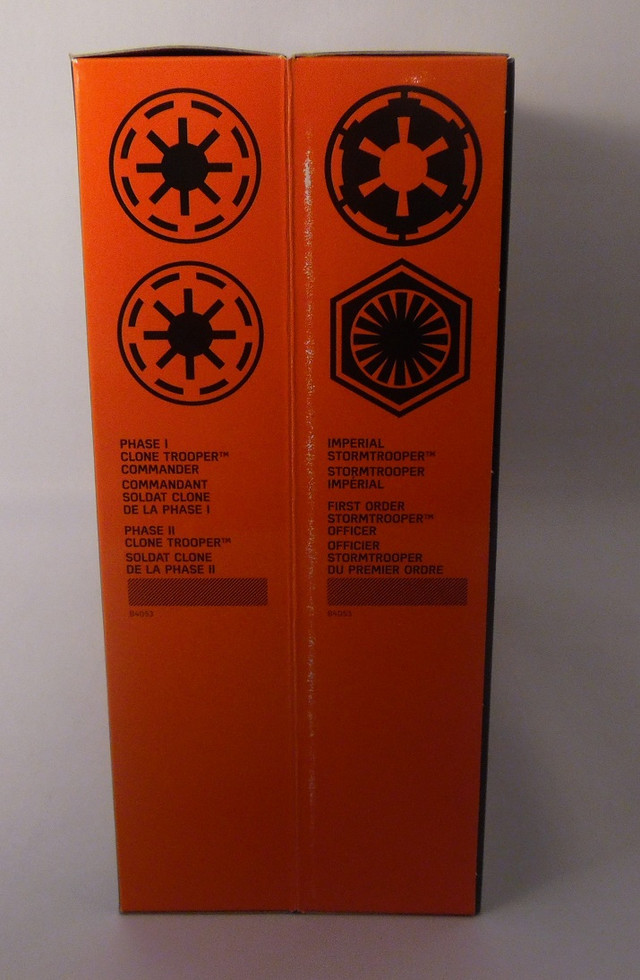 PHASE I
CLONE TROOPER™
COMMANDER
COMMANDANT
SOLDAT CLONE
DE LA PHASE I
PHASE II
CLONE TROOPER™
SOLDAT CLONE
DE LA PHASE II
B4053
IMPERIAL
STORMTROOPER™
STORMTROOPER
IMPÉRIAL
FIRST ORDER
STORMTROOPER™
OFFICER
OFFICIER
STORMTROOPER
DU PREMIER ORDRE
B4053